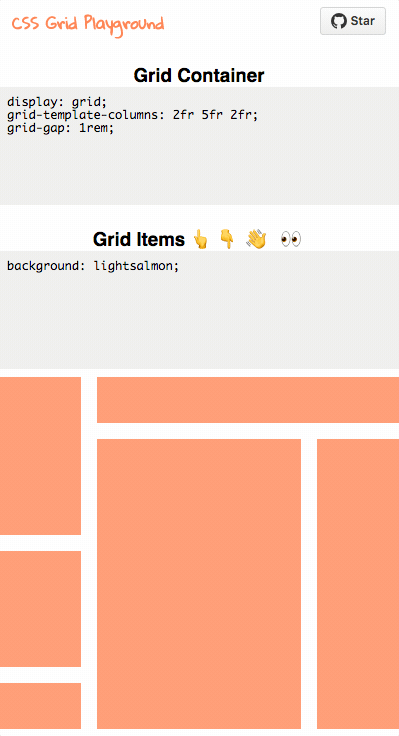 CSS Grid Playground
Star
Grid Container
display: grid;
grid-template-columns: 2fr 5fr 2fr;
grid-gap: 1rem;
Grid Items 👆 👇 👋 👀
background: lightsalmon;